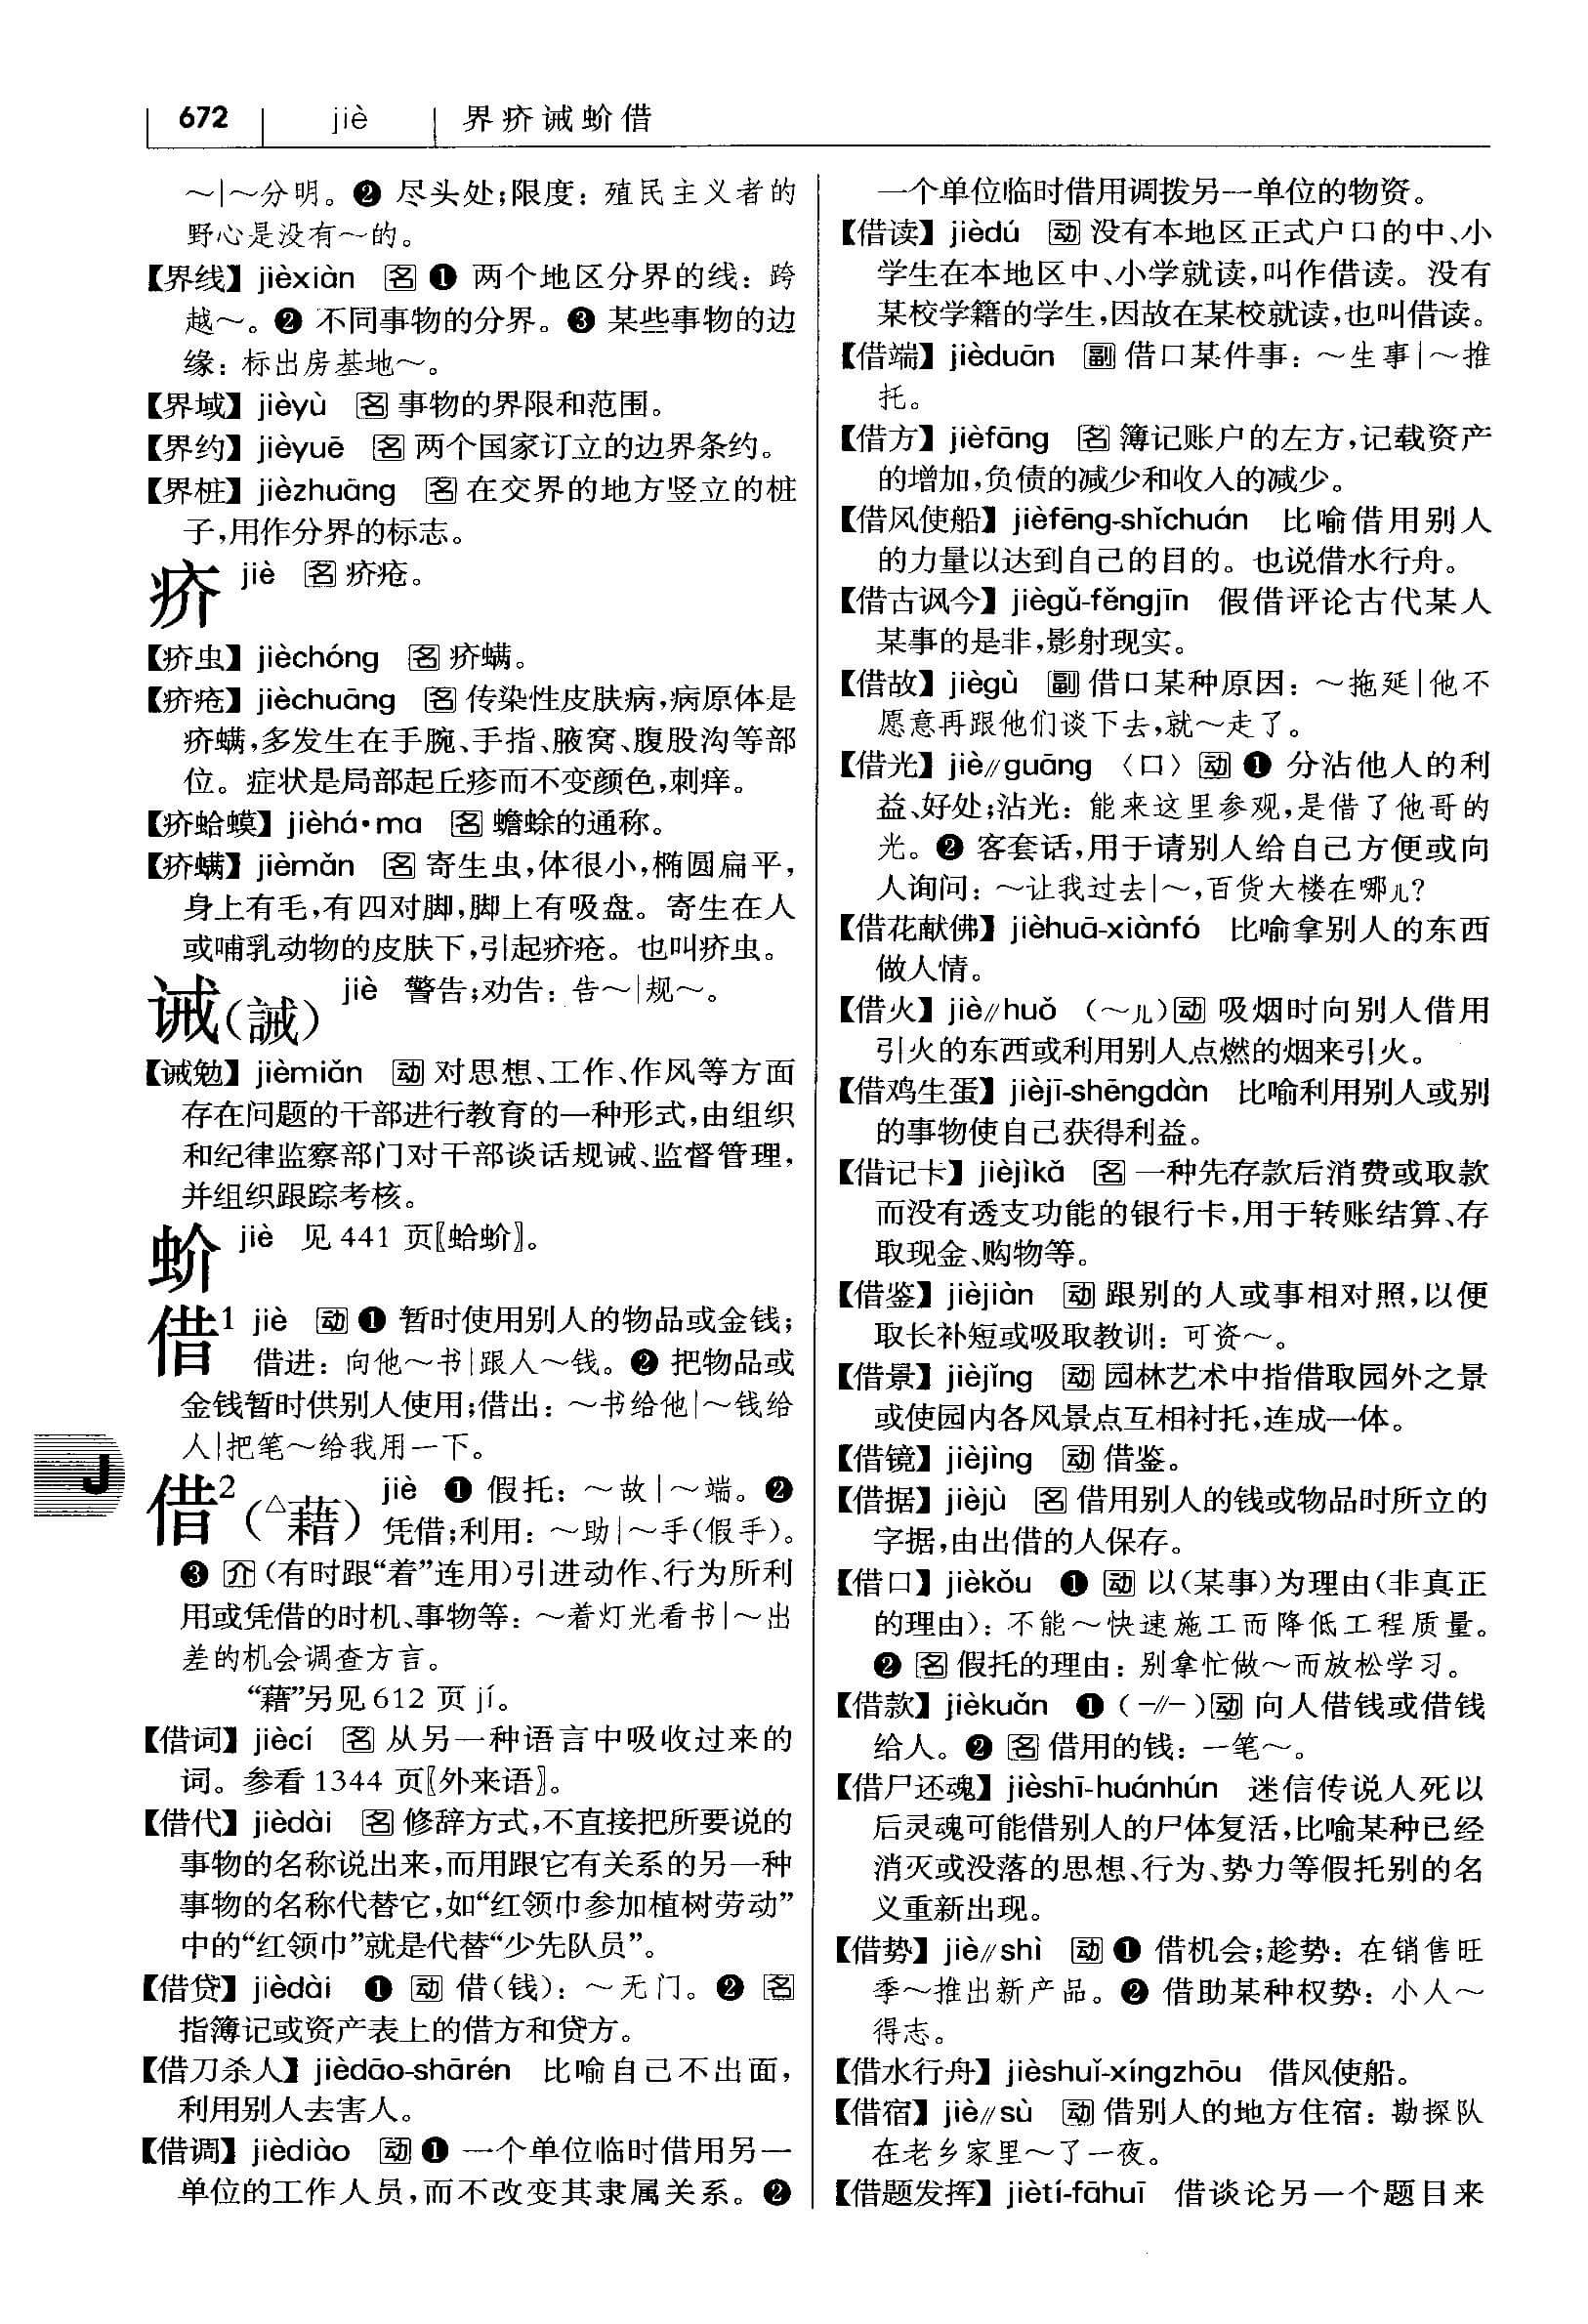 672 jiè 界疥诫蚧借
～|～分明。❷ 尽头处;限度：殖民主义者的
野心是没有～的。
【界线】jièxiàn 名 ❶ 两个地区分界的线：跨
越～。❷ 不同事物的分界。❸ 某些事物的边
缘：标出房基地～。
【界域】jièyù 名 事物的界限和范围。
【界约】jièyuē 名 两个国家订立的边界条约。
【界桩】jièzhuāng 名 在交界的地方竖立的桩
子,用作分界的标志。
疥 jiè 名 疥疮。
【疥虫】jièchóng 名 疥螨。
【疥疮】jièchuāng 名 传染性皮肤病,病原体是
疥螨,多发生在手腕、手指、腋窝、腹股沟等部
位。症状是局部起丘疹而不变颜色,刺痒。
【疥蛤蟆】jièhá·ma 名 蟾蜍的通称。
【疥螨】jièmǎn 名 寄生虫,体很小,椭圆扁平,
身上有毛,有四对脚,脚上有吸盘。寄生在人
或哺乳动物的皮肤下,引起疥疮。也叫疥虫。
诫(誡) jiè 警告;劝告：告～|规～。
【诫勉】jièmiǎn 动 对思想、工作、作风等方面
存在问题的干部进行教育的一种形式,由组织
和纪律监察部门对干部谈话规诫、监督管理,
并组织跟踪考核。
蚧 jiè 见 441 页〖蛤蚧〗。
借¹ jiè 动 ❶ 暂时使用别人的物品或金钱;
借进：向他～书|跟人～钱。❷ 把物品或
金钱暂时供别人使用;借出：～书给他|～钱给
人|把笔～给我用一下。
借²(△藉) jiè ❶ 假托：～故|～端。❷
凭借;利用：～助|～手(假手)。
❸ 介 (有时跟“着”连用)引进动作、行为所利
用或凭借的时机、事物等：～着灯光看书|～出
差的机会调查方言。
“藉”另见 612 页 jí。
【借词】jiècí 名 从另一种语言中吸收过来的
词。参看 1344 页〖外来语〗。
【借代】jièdài 名 修辞方式,不直接把所要说的
事物的名称说出来,而用跟它有关系的另一种
事物的名称代替它,如“红领巾参加植树劳动”
中的“红领巾”就是代替“少先队员”。
【借贷】jièdài ❶ 动 借(钱)：～无门。❷ 名
指簿记或资产表上的借方和贷方。
【借刀杀人】jièdāo-shārén 比喻自己不出面,
利用别人去害人。
【借调】jièdiào 动 ❶ 一个单位临时借用另一
单位的工作人员,而不改变其隶属关系。❷
J
一个单位临时借用调拨另一单位的物资。
【借读】jièdú 动 没有本地区正式户口的中、小
学生在本地区中、小学就读,叫作借读。没有
某校学籍的学生,因故在某校就读,也叫借读。
【借端】jièduān 副 借口某件事：～生事|～推
托。
【借方】jièfāng 名 簿记账户的左方,记载资产
的增加,负债的减少和收入的减少。
【借风使船】jièfēng-shǐchuán 比喻借用别人
的力量以达到自己的目的。也说借水行舟。
【借古讽今】jiègǔ-fěngjīn 假借评论古代某人
某事的是非,影射现实。
【借故】jiègù 副 借口某种原因：～拖延|他不
愿意再跟他们谈下去,就～走了。
【借光】jiè//guāng 〈口〉动 ❶ 分沾他人的利
益、好处;沾光：能来这里参观,是借了他哥的
光。❷ 客套话,用于请别人给自己方便或向
人询问：～让我过去|～,百货大楼在哪儿?
【借花献佛】jièhuā-xiànfó 比喻拿别人的东西
做人情。
【借火】jiè//huǒ (～儿)动 吸烟时向别人借用
引火的东西或利用别人点燃的烟来引火。
【借鸡生蛋】jièjī-shēngdàn 比喻利用别人或别
的事物使自己获得利益。
【借记卡】jièjìkǎ 名 一种先存款后消费或取款
而没有透支功能的银行卡,用于转账结算、存
取现金、购物等。
【借鉴】jièjiàn 动 跟别的人或事相对照,以便
取长补短或吸取教训：可资～。
【借景】jièjǐng 动 园林艺术中指借取园外之景
或使园内各风景点互相衬托,连成一体。
【借镜】jièjìng 动 借鉴。
【借据】jièjù 名 借用别人的钱或物品时所立的
字据,由出借的人保存。
【借口】jièkǒu ❶ 动 以(某事)为理由(非真正
的理由)：不能～快速施工而降低工程质量。
❷ 名 假托的理由：别拿忙做～而放松学习。
【借款】jièkuǎn ❶ (-//-)动 向人借钱或借钱
给人。❷ 名 借用的钱：一笔～。
【借尸还魂】jièshī-huánhún 迷信传说人死以
后灵魂可能借别人的尸体复活,比喻某种已经
消灭或没落的思想、行为、势力等假托别的名
义重新出现。
【借势】jiè//shì 动 ❶ 借机会;趁势：在销售旺
季～推出新产品。❷ 借助某种权势：小人～
得志。
【借水行舟】jièshuǐ-xíngzhōu 借风使船。
【借宿】jiè//sù 动 借别人的地方住宿：勘探队
在老乡家里～了一夜。
【借题发挥】jiètí-fāhuī 借谈论另一个题目来